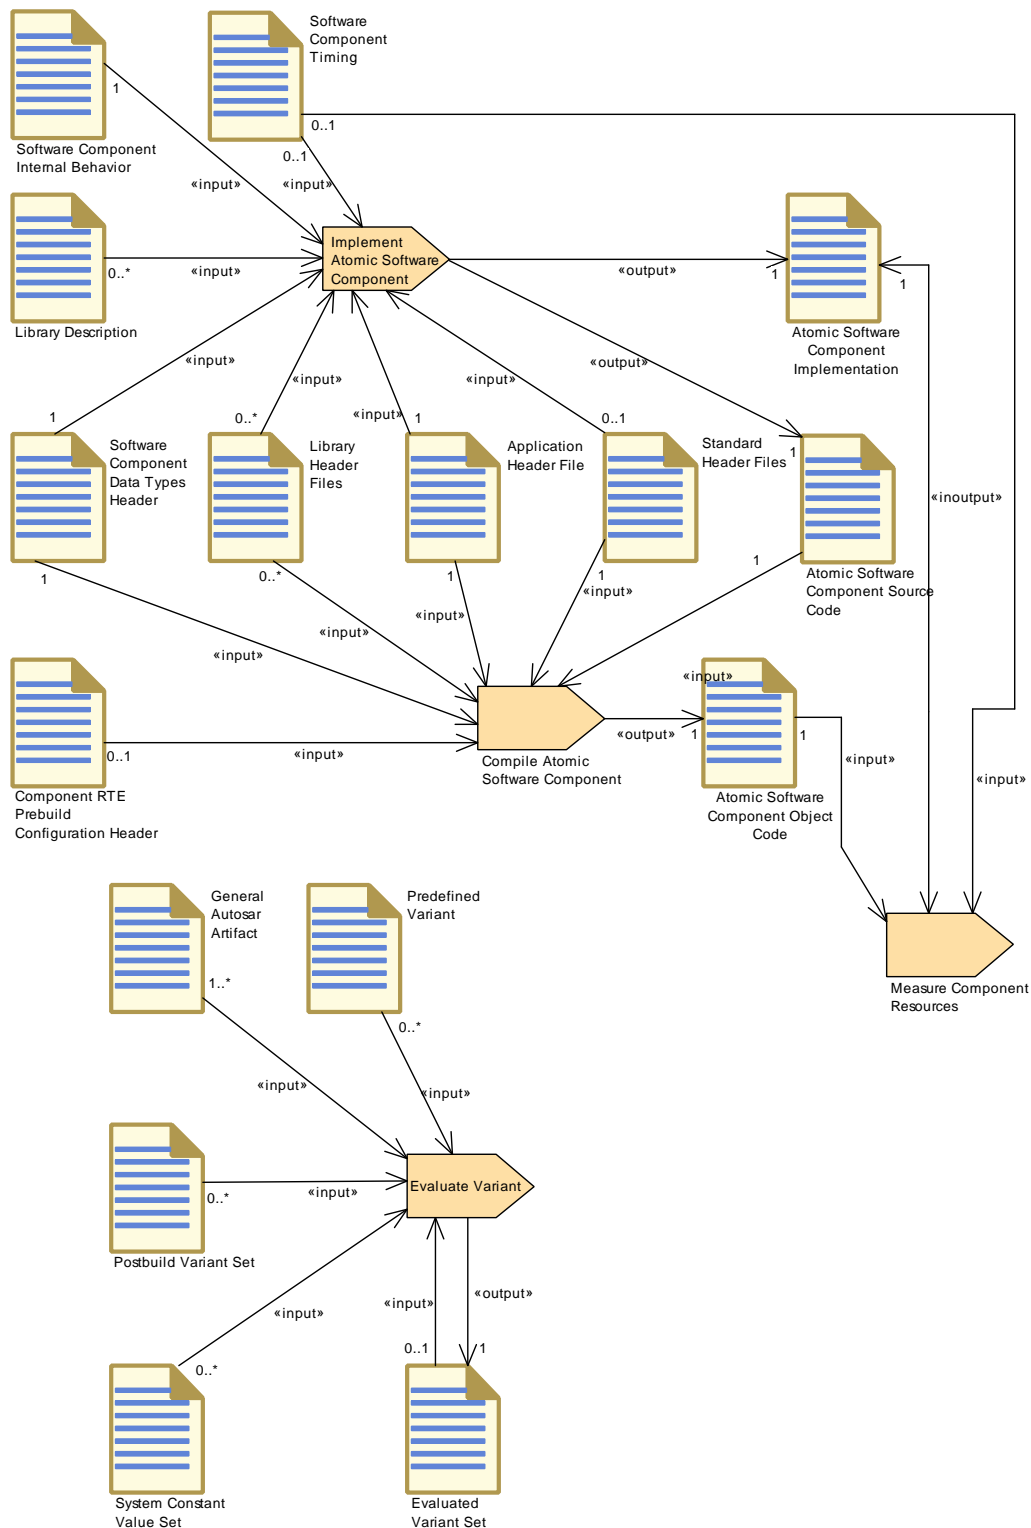 Software
Component
Timing
1
0..1
0..1
Software Component
Internal Behavior
«input»
«input»
Implement
Atomic Software
Component
0..*
«input»
«output»
1
1
Library Description
Atomic Software
Component
Implementation
«input»
«input»
«input»
«output»
«input»
1
0..*
1
0..1
1
Software
Component
Data Types
Header
Library
Header
Files
Application
Header File
Standard
Header Files
«inoutput»
1
0..*
1
1
1
Atomic Software
Component Source
Code
«input»
«input»
«input»
«input»
«input»
0..1
«input»
«output»
1
1
«input»
«input»
Compile Atomic
Software Component
Component RTE
Prebuild
Configuration Header
Atomic Software
Component Object
Code
General
Autosar
Artifact
Predefined
Variant
1..*
0..*
Measure Component
Resources
«input»
«input»
Evaluate Variant
0..*
«input»
Postbuild Variant Set
«input»
«input»
«output»
0..*
0..1
1
System Constant
Value Set
Evaluated
Variant Set